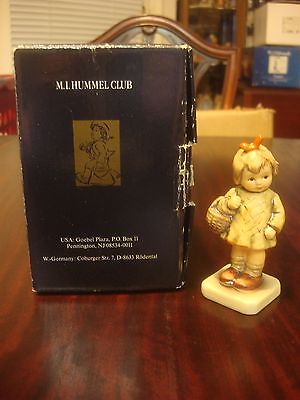 M.I. HUMMEL CLUB
USA: Goebel Plaza, P.O. Box 11
Pennington, NJ 08534-0011
W.-Germany: Coburger Str. 7, D-8633 Rödental